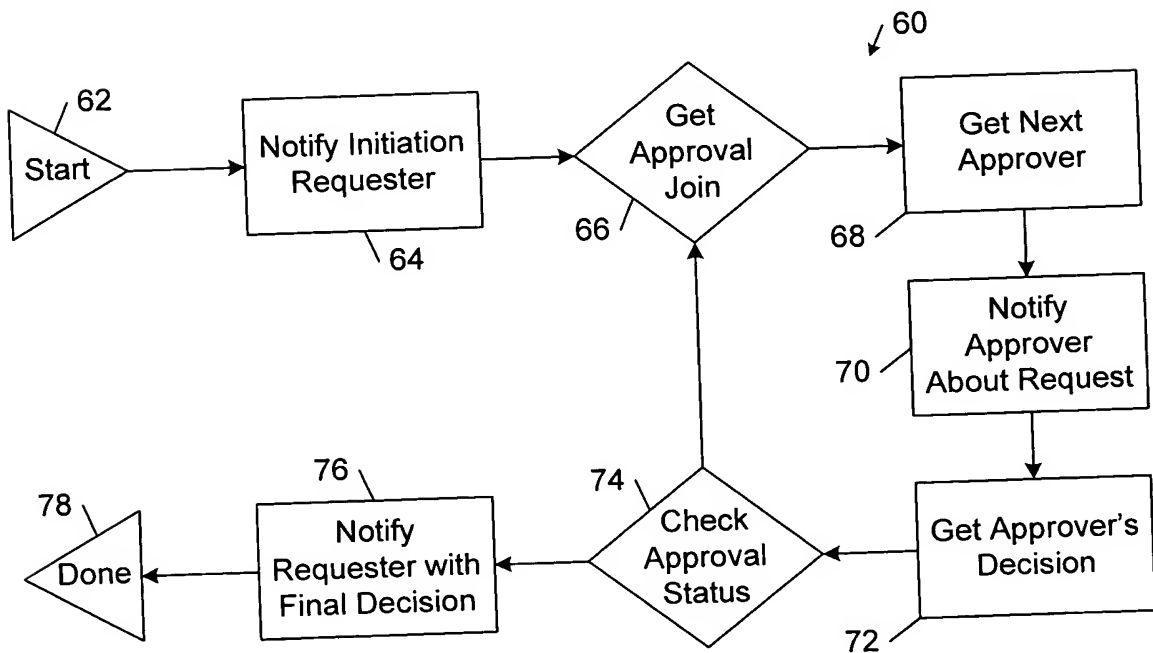 60
62
Start
Notify Initiation
Requester
64
Get
Approval
Join
66
Get Next
Approver
68
Notify
Approver
About Request
70
Get Approver's
Decision
72
74
Check
Approval
Status
76
Notify
Requester with
Final Decision
78
Done